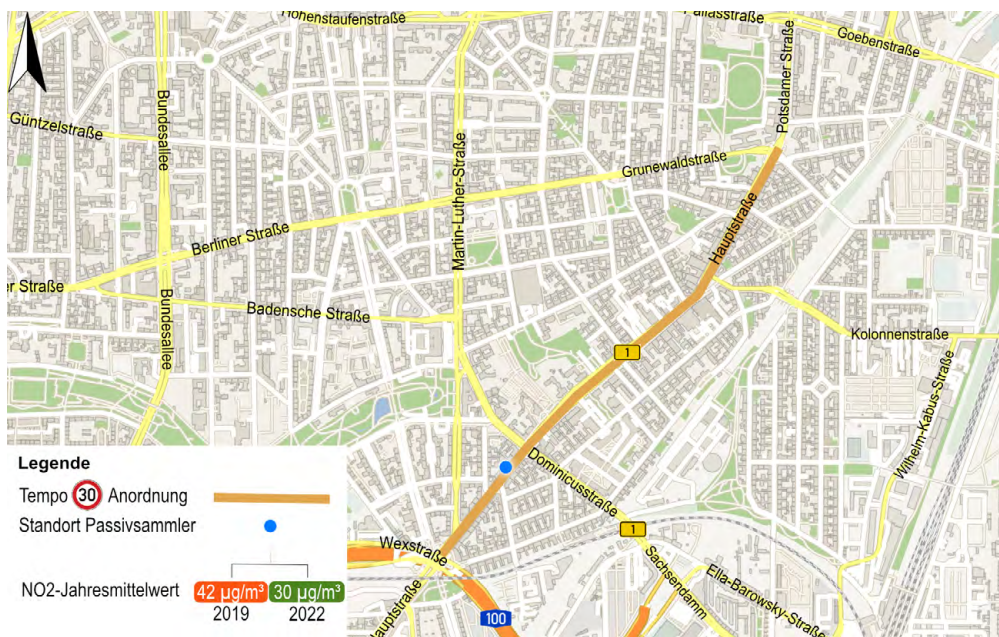 Hohenstaufenstraße
Pallasstraße
Goebenstraße
Potsdamer Straße
Bundesallee
Güntzelstraße
Martin-Luther-Straße
Grunewaldstraße
Hauptstraße
Berliner Straße
er Straße
Badensche Straße
Bundesallee
Kolonnenstraße
1
Wilhelm-Kabus-Straße
Dominicusstraße
1
Wexstraße
Sachsendamm
Ella-Barowsky-Straße
Hauptstraße
100
Legende
Tempo 30 Anordnung
Standort Passivsammler
NO2-Jahresmittelwert 42 µg/m³ 30 µg/m³
2019 2022